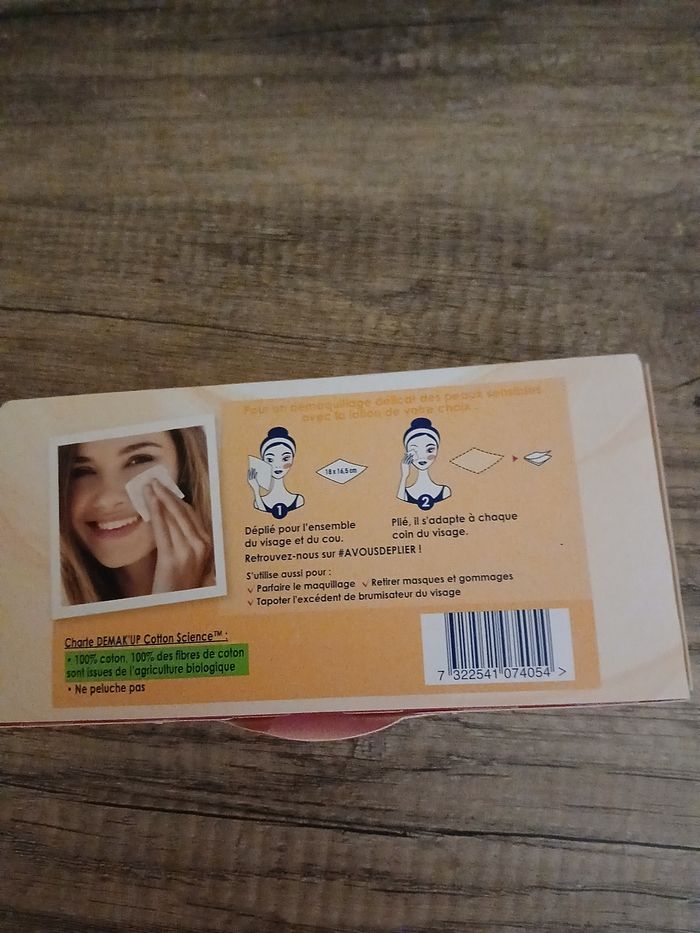 Pour un démaquillage délicat des peaux sensibles
avec la lotion de votre choix.
18 x 16,5 cm
1
2
Déplié pour l'ensemble
du visage et du cou.
Plié, il s'adapte à chaque
coin du visage.
Retrouvez-nous sur #AVOUSDEPLIER !
S'utilise aussi pour :
√ Parfaire le maquillage √ Retirer masques et gommages
√ Tapoter l'excédent de brumisateur du visage
Charte DEMAK'UP Cotton Science™ :
• 100% coton, 100% des fibres de coton
sont issues de l'agriculture biologique
• Ne peluche pas
7 322541 074054 >